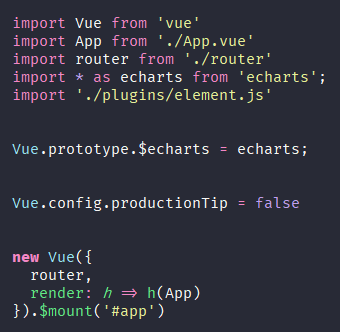 import Vue from 'vue'
import App from './App.vue'
import router from './router'
import * as echarts from 'echarts';
import './plugins/element.js'
Vue.prototype.$echarts = echarts;
Vue.config.productionTip = false
new Vue({
  router,
  render: h => h(App)
}).$mount('#app')